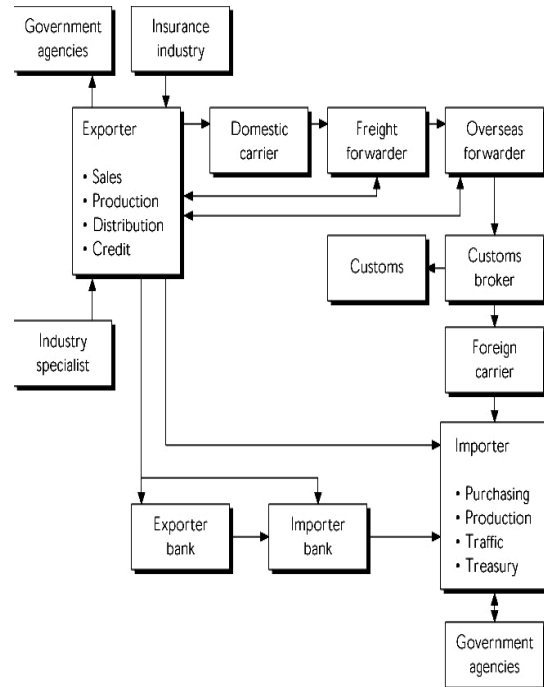 Government
agencies
Insurance
industry
Exporter
• Sales
• Production
• Distribution
• Credit
Domestic
carrier
Freight
forwarder
Overseas
forwarder
Customs
Customs
broker
Industry
specialist
Foreign
carrier
Importer
• Purchasing
• Production
• Traffic
• Treasury
Exporter
bank
Importer
bank
Government
agencies